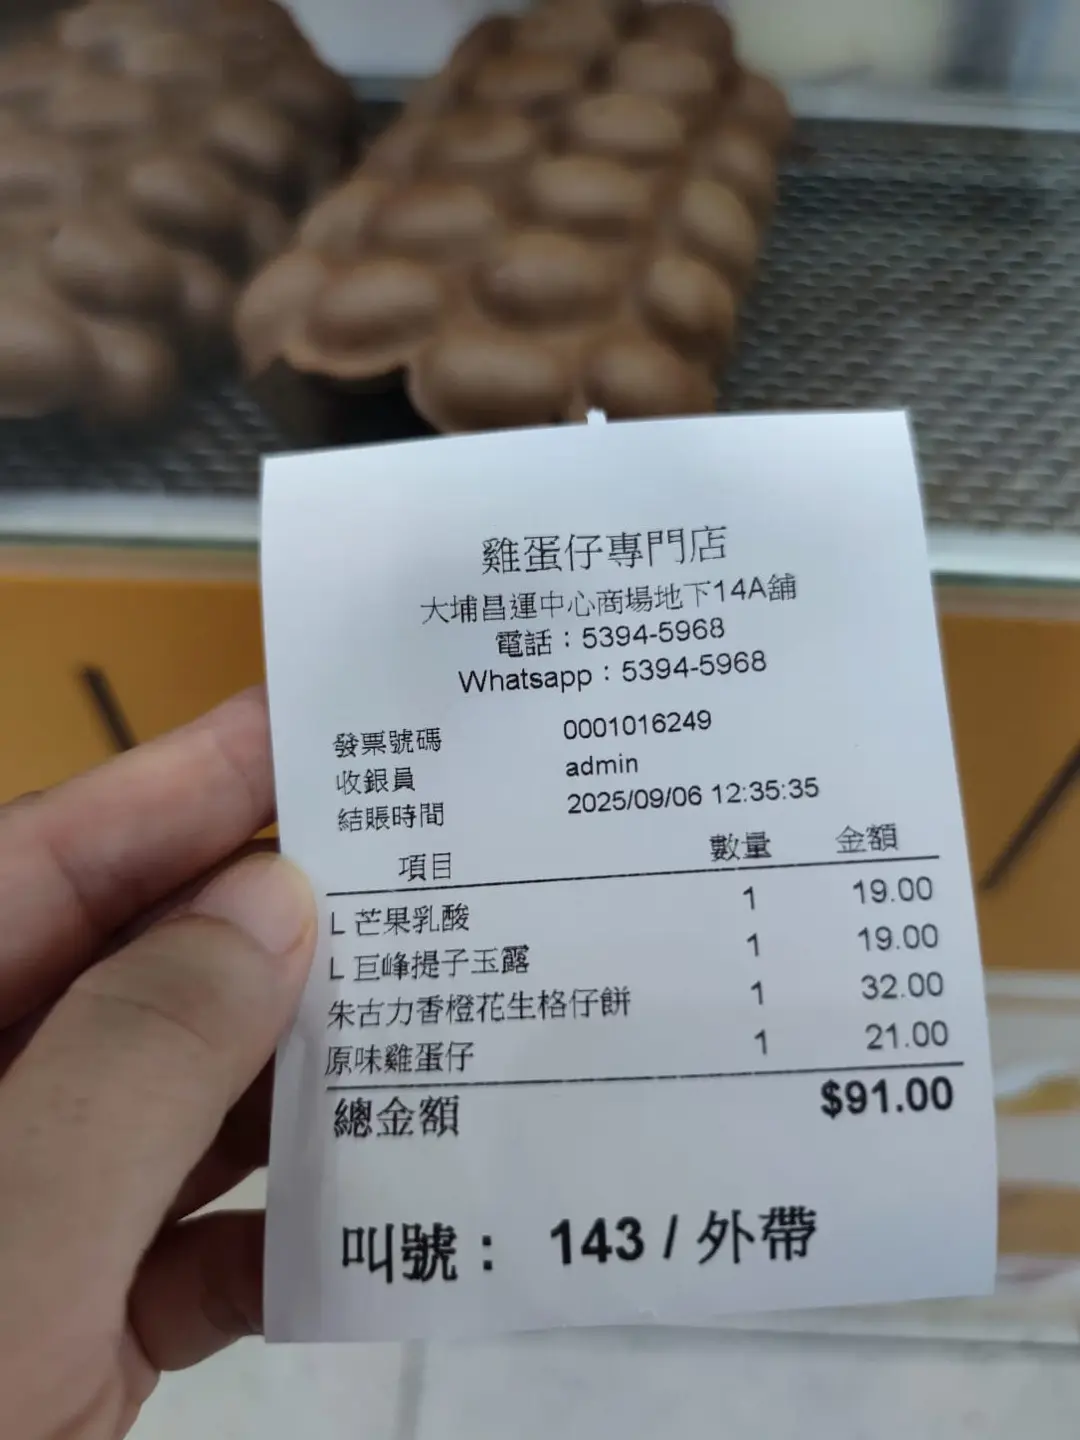 雞蛋仔專門店
大埔昌運中心商場地下14A舖
電話：5394-5968
Whatsapp：5394-5968
發票號碼 0001016249
收銀員 admin
結賬時間 2025/09/06 12:35:35
項目 數量 金額
L 芒果乳酸 1 19.00
L 巨峰提子玉露 1 19.00
朱古力香橙花生格仔餅 1 32.00
原味雞蛋仔 1 21.00
總金額 $91.00
叫號： 143 / 外帶